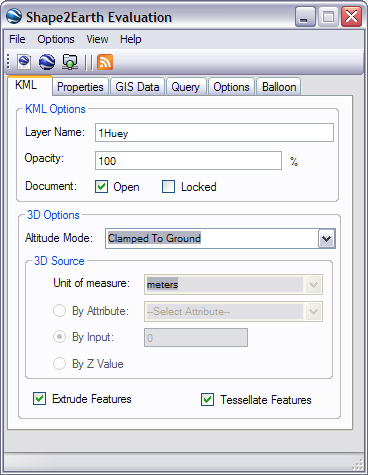 Shape2Earth Evaluation
File Options View Help
KML Properties GIS Data Query Options Balloon
KML Options
Layer Name: 1Huey
Opacity: 100 %
Document: Open Locked
3D Options
Altitude Mode: Clamped To Ground
3D Source
Unit of measure: meters
By Attribute: --Select Attribute--
By Input: 0
By Z Value
Extrude Features Tessellate Features